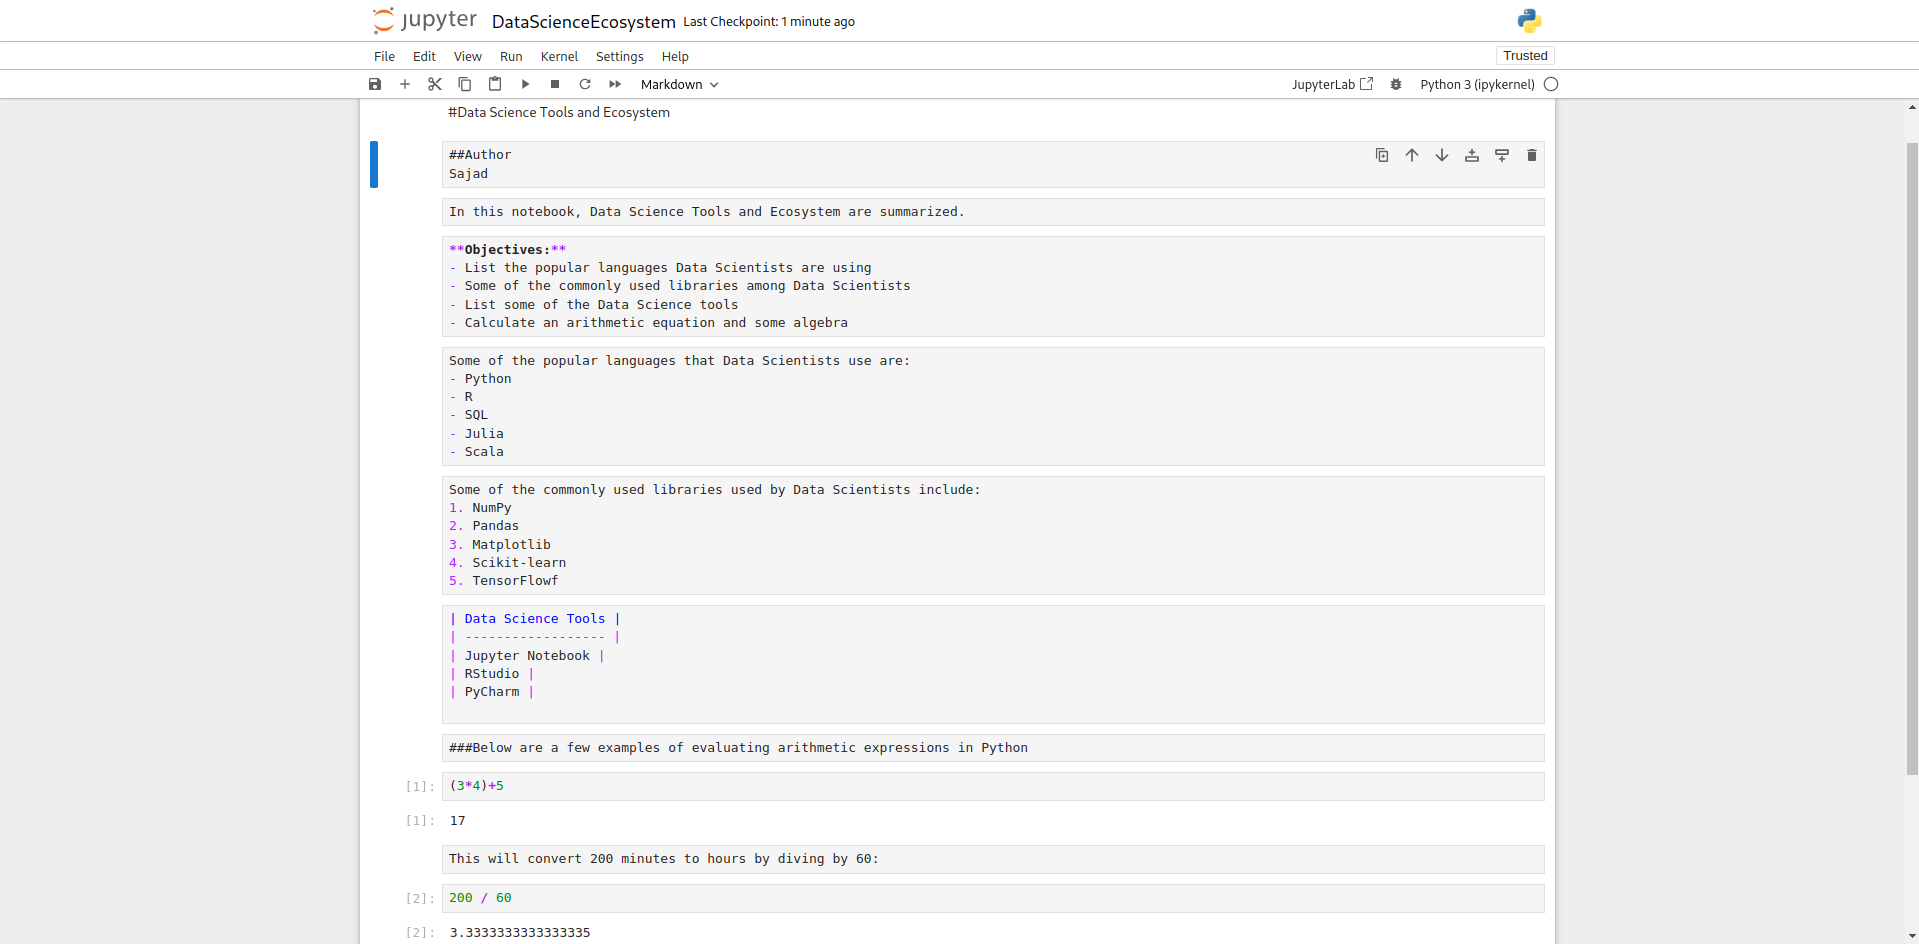 jupyter DataScienceEcosystem Last Checkpoint: 1 minute ago
File Edit View Run Kernel Settings Help Trusted
Markdown JupyterLab Python 3 (ipykernel)
#Data Science Tools and Ecosystem
##Author
Sajad
In this notebook, Data Science Tools and Ecosystem are summarized.
**Objectives:**
- List the popular languages Data Scientists are using
- Some of the commonly used libraries among Data Scientists
- List some of the Data Science tools
- Calculate an arithmetic equation and some algebra
Some of the popular languages that Data Scientists use are:
- Python
- R
- SQL
- Julia
- Scala
Some of the commonly used libraries used by Data Scientists include:
1. NumPy
2. Pandas
3. Matplotlib
4. Scikit-learn
5. TensorFlowf
| Data Science Tools |
| ------------------ |
| Jupyter Notebook |
| RStudio |
| PyCharm |
###Below are a few examples of evaluating arithmetic expressions in Python
[1]: (3*4)+5
[1]: 17
This will convert 200 minutes to hours by diving by 60:
[2]: 200 / 60
[2]: 3.3333333333333335